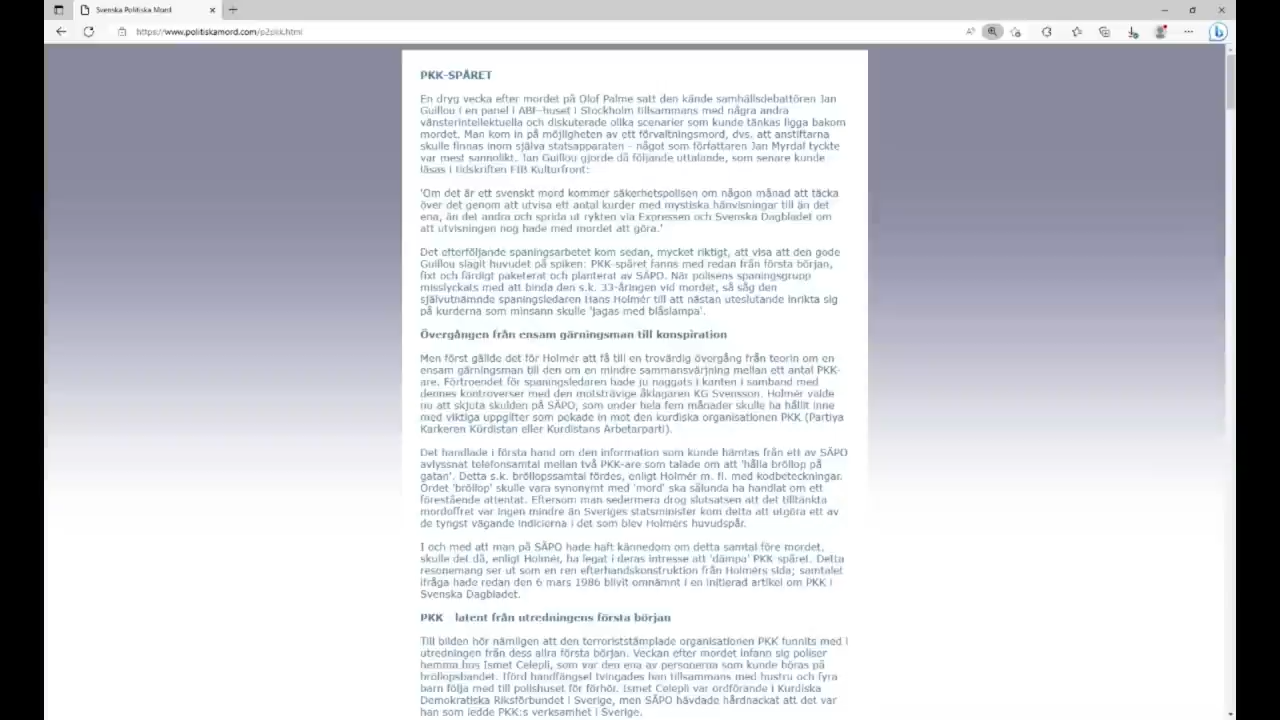 Svenska Politiska Mord
https://www.politiskamord.com/p2pkk.html
PKK-SPÅRET
En dryg vecka efter mordet på Olof Palme satt den kände samhällsdebattören Jan
Guillou i en panel i ABF-huset i Stockholm tillsammans med några andra
vänsterintellektuella och diskuterade olika scenarier som kunde tänkas ligga bakom
mordet. Man kom in på möjligheten av ett förvaltningsmord, dvs. att anstiftarna
skulle finnas inom själva statsapparaten - något som författaren Jan Myrdal tyckte
var mest sannolikt. Jan Guillou gjorde då följande uttalande, som senare kunde
läsas i tidskriften FIB Kulturfront:
'Om det är ett svenskt mord kommer säkerhetspolisen om någon månad att täcka
över det genom att utvisa ett antal kurder med mystiska hänvisningar till än det
ena, än det andra och sprida ut rykten via Expressen och Svenska Dagbladet om
att utvisningen nog hade med mordet att göra.'
Det efterföljande spaningsarbetet kom sedan, mycket riktigt, att visa att den gode
Guillou slagit huvudet på spiken: PKK-spåret fanns med redan från första början,
fixt och färdigt paketerat och planterat av SÄPO. När polisens spaningsgrupp
misslyckats med att binda den s.k. 33-åringen vid mordet, så såg den
självutnämnde spaningsledaren Hans Holmér till att nästan uteslutande inrikta sig
på kurderna som minsann skulle 'jagas med blåslampa'.
Övergången från ensam gärningsman till konspiration
Men först gällde det för Holmér att få till en trovärdig övergång från teorin om en
ensam gärningsman till den om en mindre sammansvärjning mellan ett antal PKK-
are. Förtroendet för spaningsledaren hade ju naggats i kanten i samband med
dennes kontroverser med den motsträvige åklagaren KG Svensson. Holmér valde
nu att skjuta skulden på SÄPO, som under hela fem månader skulle ha hållit inne
med viktiga uppgifter som pekade in mot den kurdiska organisationen PKK (Partiya
Karkeren Kürdistan eller Kurdistans Arbetarparti).
Det handlade i första hand om den information som kunde hämtas från ett av SÄPO
avlyssnat telefonsamtal mellan två PKK-are som talade om att 'hålla bröllop på
gatan'. Detta s.k. bröllopssamtal fördes, enligt Holmér m. fl. med kodbeteckningar.
Ordet 'bröllop' skulle vara synonymt med 'mord' ska sålunda ha handlat om ett
förestående attentat. Eftersom man sedermera drog slutsatsen att det tilltänkta
mordoffret var ingen mindre än Sveriges statsminister kom detta att utgöra ett av
de tyngst vägande indicierna i det som blev Holmérs huvudspår.
I och med att man på SÄPO hade haft kännedom om detta samtal före mordet,
skulle det då, enligt Holmér, ha legat i deras intresse att 'dämpa' PKK-spåret. Detta
resonemang ser ut som en ren efterhandskonstruktion från Holmérs sida; samtalet
ifråga hade redan den 6 mars 1986 blivit omnämnt i en initierad artikel om PKK i
Svenska Dagbladet.
PKK latent från utredningens första början
Till bilden hör nämligen att den terroriststämplade organisationen PKK funnits med i
utredningen från dess allra första början. Veckan efter mordet infann sig poliser
hemma hos Ismet Celepli, som var den ena av personerna som kunde höras på
bröllopsbandet. Iförd handfängsel tvingades han tillsammans med hustru och fyra
barn följa med till polishuset för förhör. Ismet Celepli var ordförande i Kurdiska
Demokratiska Riksförbundet i Sverige, men SÄPO hävdade hårdnackat att det var
han som ledde PKK:s verksamhet i Sverige.